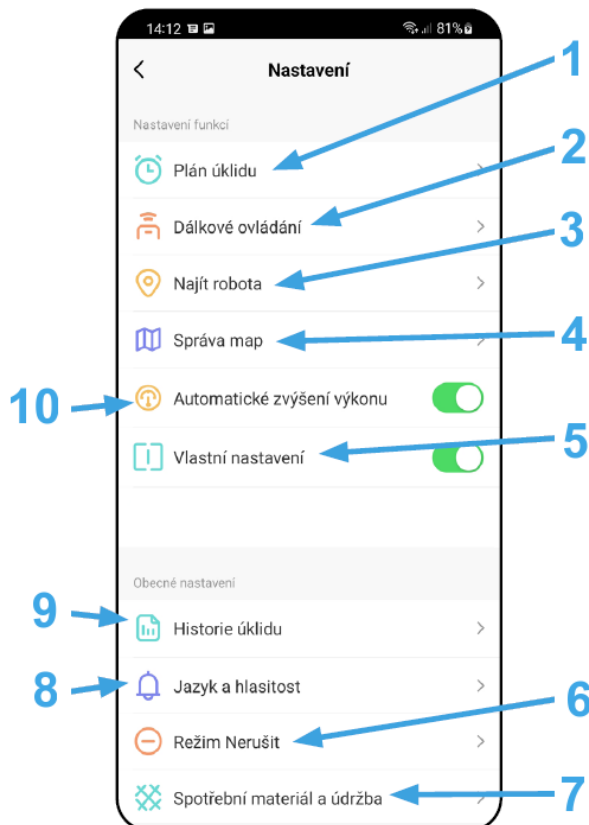 14:12 81%
Nastavení
1
Nastavení funkcí
Plán úklidu
2
Dálkové ovládání
3
Najít robota
Správa map
4
10
Automatické zvýšení výkonu
5
Vlastní nastavení
Obecné nastavení
9
Historie úklidu
8
Jazyk a hlasitost
6
Režim Nerušit
7
Spotřební materiál a údržba